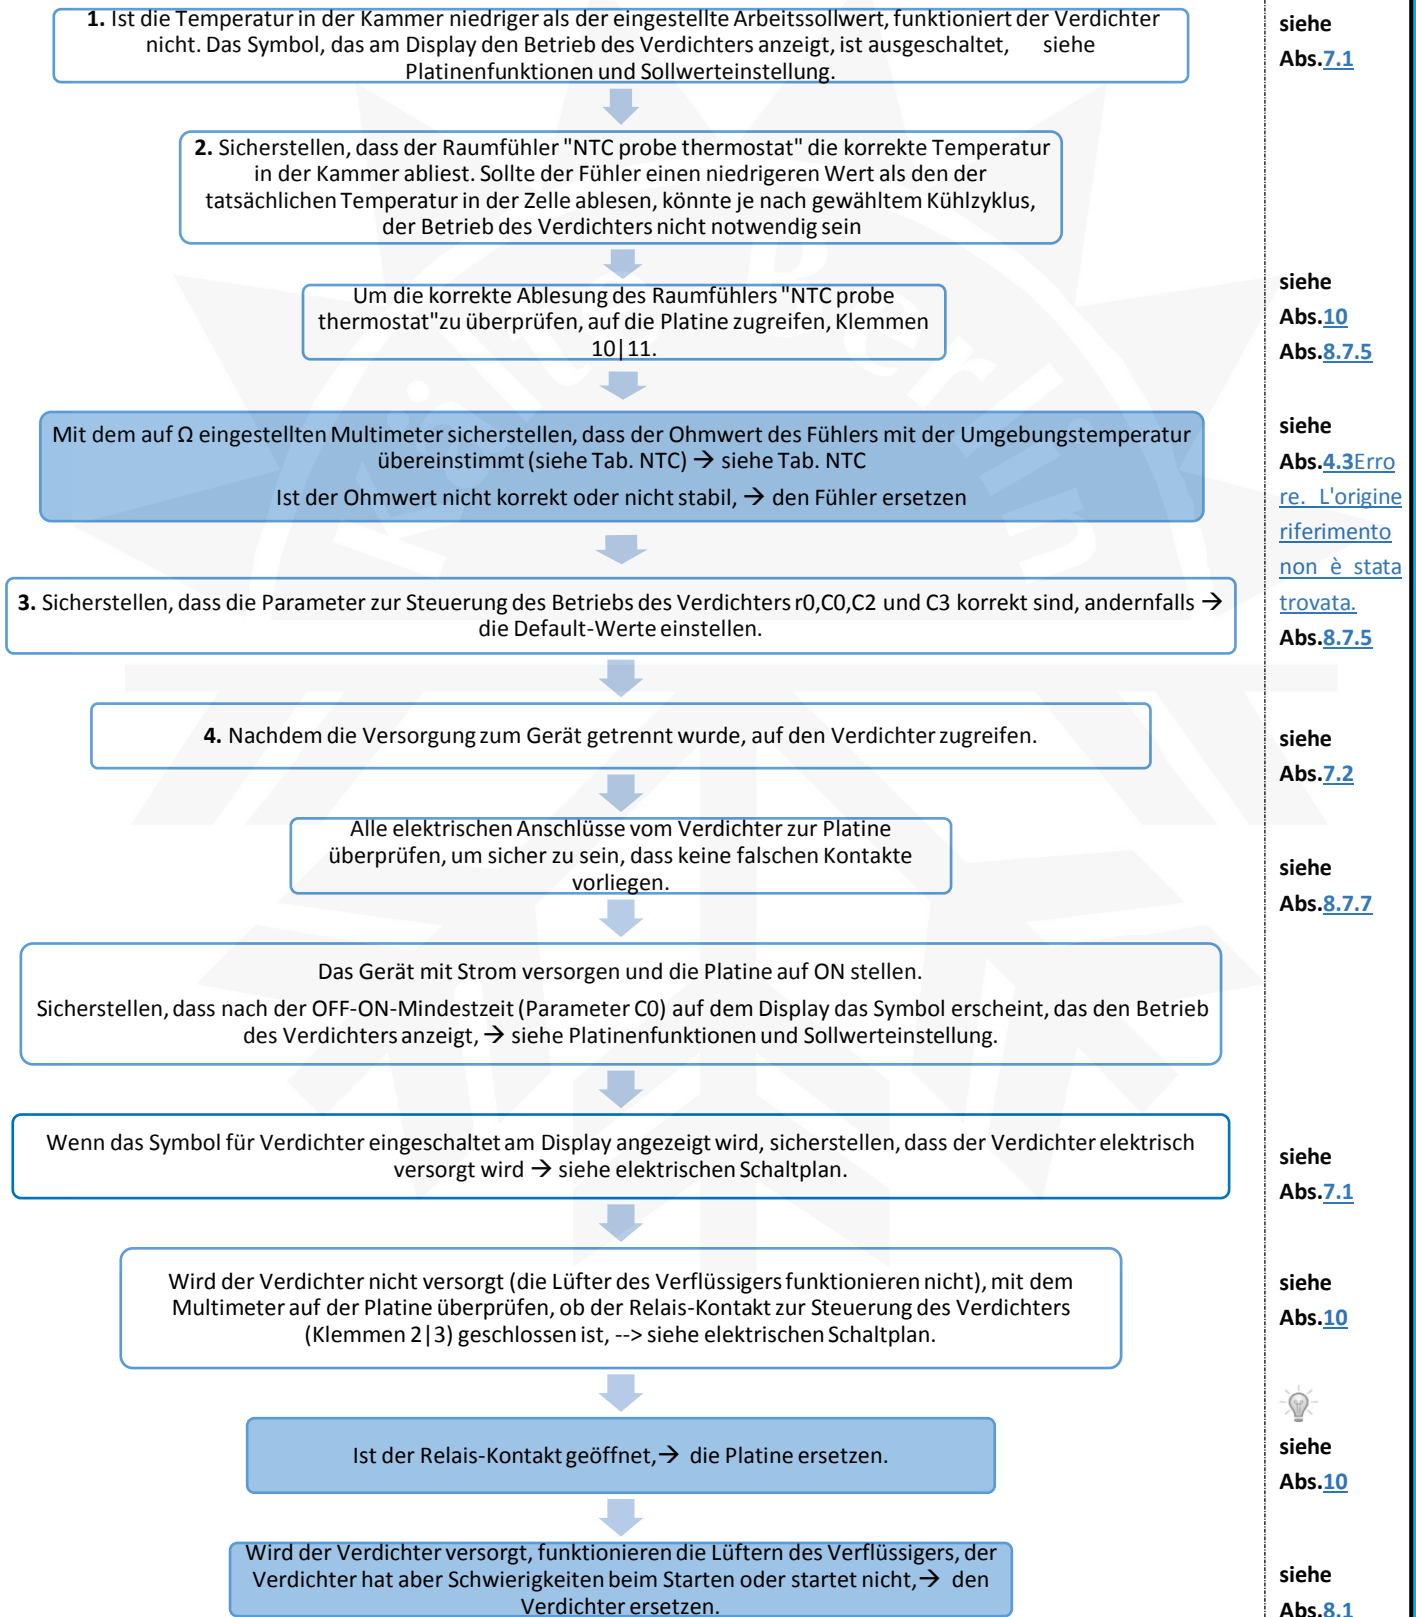 1. Ist die Temperatur in der Kammer niedriger als der eingestellte Arbeitssollwert, funktioniert der Verdichter
nicht. Das Symbol, das am Display den Betrieb des Verdichters anzeigt, ist ausgeschaltet, siehe
Platinenfunktionen und Sollwerteinstellung.
siehe
Abs.7.1
2. Sicherstellen, dass der Raumfühler "NTC probe thermostat" die korrekte Temperatur
in der Kammer abliest. Sollte der Fühler einen niedrigeren Wert als den der
tatsächlichen Temperatur in der Zelle ablesen, könnte je nach gewähltem Kühlzyklus,
der Betrieb des Verdichters nicht notwendig sein
Um die korrekte Ablesung des Raumfühlers "NTC probe
thermostat"zu überprüfen, auf die Platine zugreifen, Klemmen
10|11.
siehe
Abs.10
Abs.8.7.5
Mit dem auf Ω eingestellten Multimeter sicherstellen, dass der Ohmwert des Fühlers mit der Umgebungstemperatur
übereinstimmt (siehe Tab. NTC) → siehe Tab. NTC
Ist der Ohmwert nicht korrekt oder nicht stabil, → den Fühler ersetzen
siehe
Abs.4.3Erro
re. L'origine
riferimento
non è stata
trovata.
Abs.8.7.5
3. Sicherstellen, dass die Parameter zur Steuerung des Betriebs des Verdichters r0,C0,C2 und C3 korrekt sind, andernfalls →
die Default-Werte einstellen.
4. Nachdem die Versorgung zum Gerät getrennt wurde, auf den Verdichter zugreifen.
siehe
Abs.7.2
Alle elektrischen Anschlüsse vom Verdichter zur Platine
überprüfen, um sicher zu sein, dass keine falschen Kontakte
vorliegen.
siehe
Abs.8.7.7
Das Gerät mit Strom versorgen und die Platine auf ON stellen.
Sicherstellen, dass nach der OFF-ON-Mindestzeit (Parameter C0) auf dem Display das Symbol erscheint, das den Betrieb
des Verdichters anzeigt, → siehe Platinenfunktionen und Sollwerteinstellung.
Wenn das Symbol für Verdichter eingeschaltet am Display angezeigt wird, sicherstellen, dass der Verdichter elektrisch
versorgt wird → siehe elektrischen Schaltplan.
siehe
Abs.7.1
Wird der Verdichter nicht versorgt (die Lüfter des Verflüssigers funktionieren nicht), mit dem
Multimeter auf der Platine überprüfen, ob der Relais-Kontakt zur Steuerung des Verdichters
(Klemmen 2|3) geschlossen ist, --> siehe elektrischen Schaltplan.
siehe
Abs.10
Ist der Relais-Kontakt geöffnet,→ die Platine ersetzen.
siehe
Abs.10
Wird der Verdichter versorgt, funktionieren die Lüftern des Verflüssigers, der
Verdichter hat aber Schwierigkeiten beim Starten oder startet nicht,→ den
Verdichter ersetzen.
siehe
Abs.8.1
Kälte Berlin